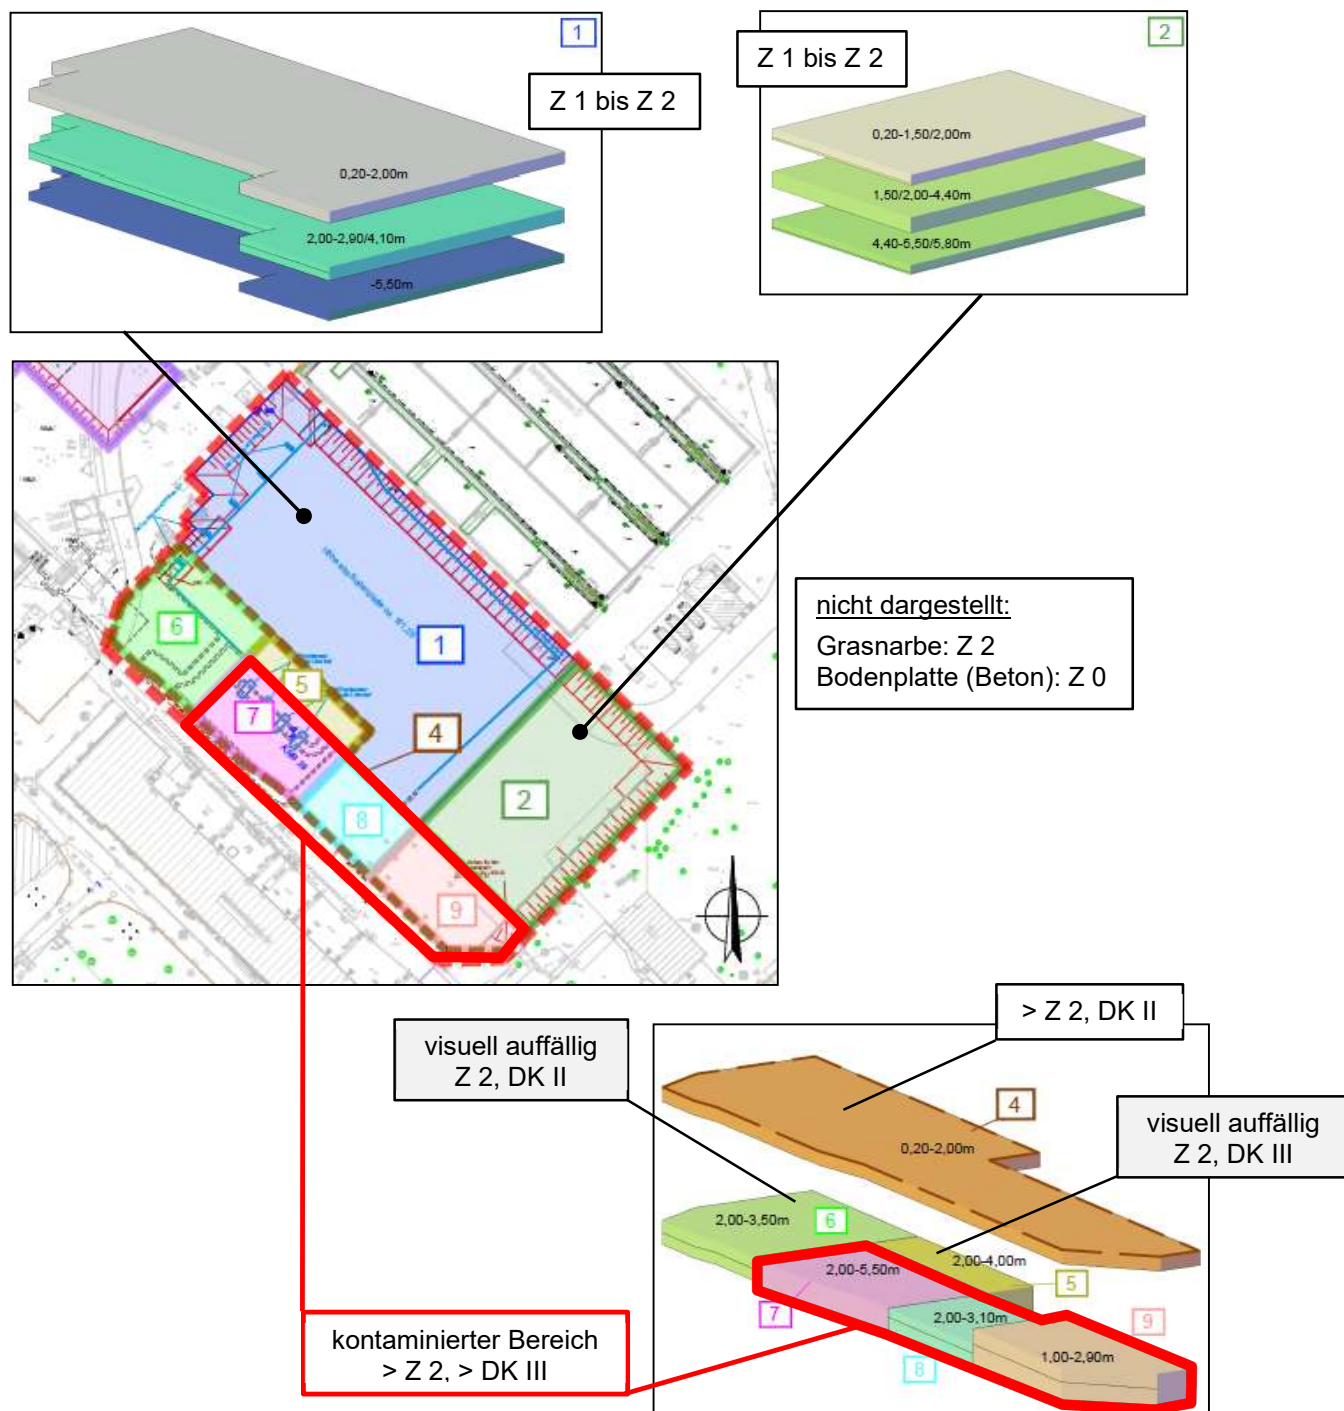 1
Z 1 bis Z 2
0,20-2,00m
2,00-2,90/4,10m
-5,50m
2
Z 1 bis Z 2
0,20-1,50/2,00m
1,50/2,00-4,40m
4,40-5,50/5,80m
6
1
5
7
4
2
8
9
nicht dargestellt:
Grasnarbe: Z 2
Bodenplatte (Beton): Z 0
> Z 2, DK II
visuell auffällig
Z 2, DK II
4
0,20-2,00m
visuell auffällig
Z 2, DK III
2,00-3,50m
6
2,00-4,00m
2,00-5,50m
5
7
2,00-3,10m
9
1,00-2,90m
8
kontaminierter Bereich
> Z 2, > DK III